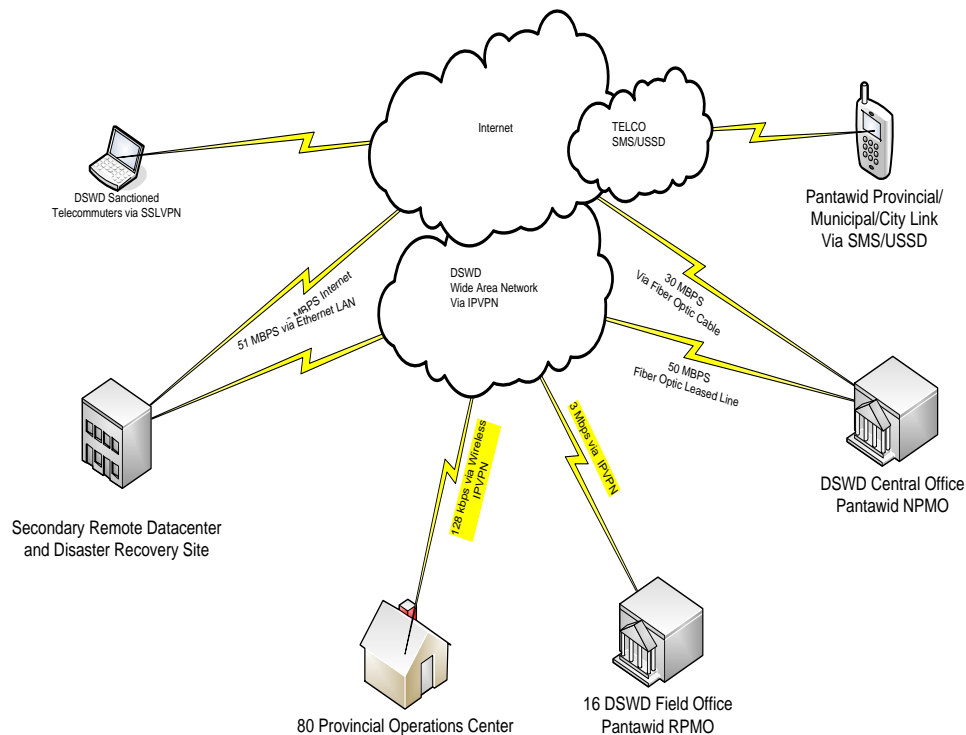 Internet
TELCO
SMS/USSD
DSWD Sanctioned
Telecommuters via SSLVPN
Pantawid Provincial/
Municipal/City Link
Via SMS/USSD
DSWD
Wide Area Network
Via IPVPN
MBPS Internet
51 MBPS via Ethernet LAN
30 MBPS
Via Fiber Optic Cable
50 MBPS
Fiber Optic Leased Line
128 kbps via Wireless
IPVPN
3 Mbps via IPVPN
DSWD Central Office
Pantawid NPMO
Secondary Remote Datacenter
and Disaster Recovery Site
80 Provincial Operations Center
16 DSWD Field Office
Pantawid RPMO